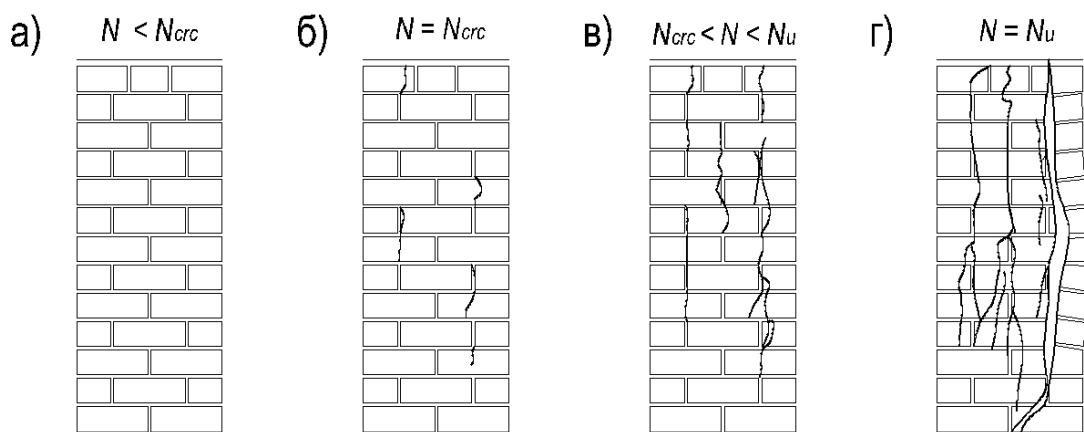 а) N < Ncrc
б) N = Ncrc
в) Ncrc < N < Nu
г) N = Nu